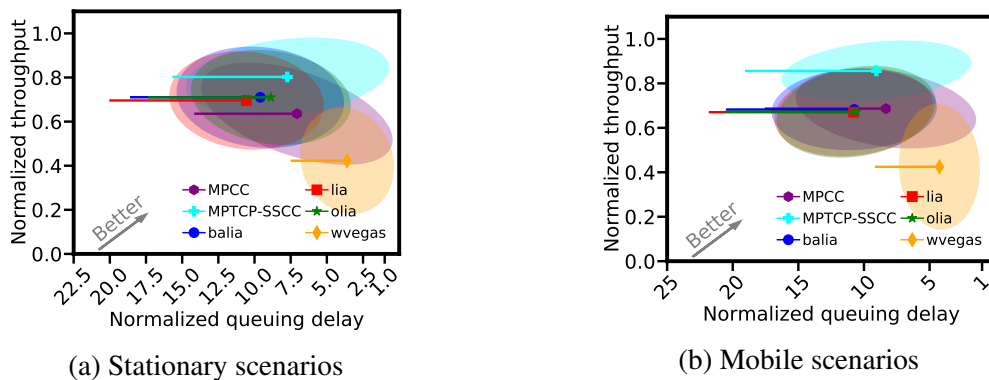 Normalized throughput
1.0
0.8
0.6
0.4
0.2
0.0
MPCC
MPTCP-SSCC
balia
lia
olia
wvegas
Better
22.5 20.0 17.5 15.0 12.5 10.0 7.5 5.0 2.5 1.0
Normalized queuing delay
(a) Stationary scenarios
Normalized throughput
1.0
0.8
0.6
0.4
0.2
0.0
MPCC
MPTCP-SSCC
balia
lia
olia
wvegas
Better
25 20 15 10 5 1
Normalized queuing delay
(b) Mobile scenarios